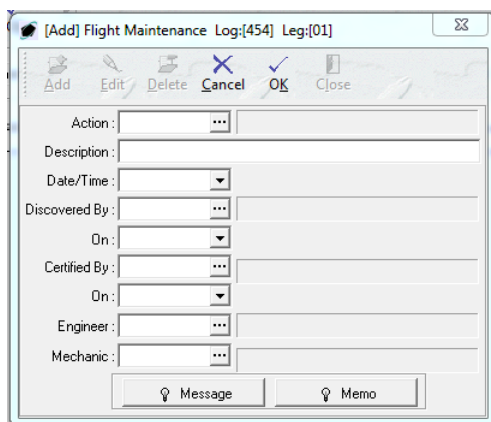 [Add] Flight Maintenance Log:[454] Leg:[01]
Add Edit Delete Cancel OK Close
Action : ...
Description :
Date/Time :
Discovered By : ...
On :
Certified By : ...
On :
Engineer : ...
Mechanic : ...
Message Memo